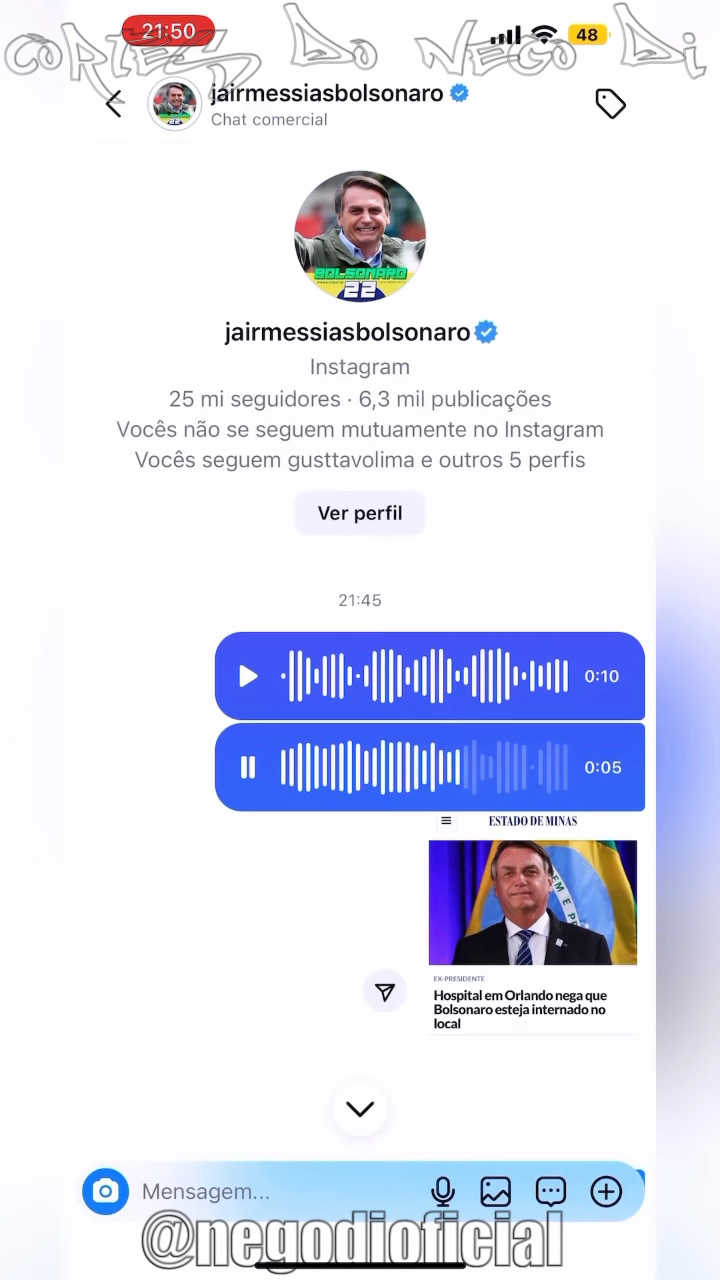 CORTES DO NEGO Di
21:50
48
jairmessiasbolsonaro
Chat comercial
BOLSONARO
22
jairmessiasbolsonaro
Instagram
25 mi seguidores · 6,3 mil publicações
Vocês não se seguem mutuamente no Instagram
Vocês seguem gusttavolima e outros 5 perfis
Ver perfil
21:45
0:10
0:05
ESTADO DE MINAS
EX-PRESIDENTE
Hospital em Orlando nega que
Bolsonaro esteja internado no
local
Mensagem...
@negodioficial